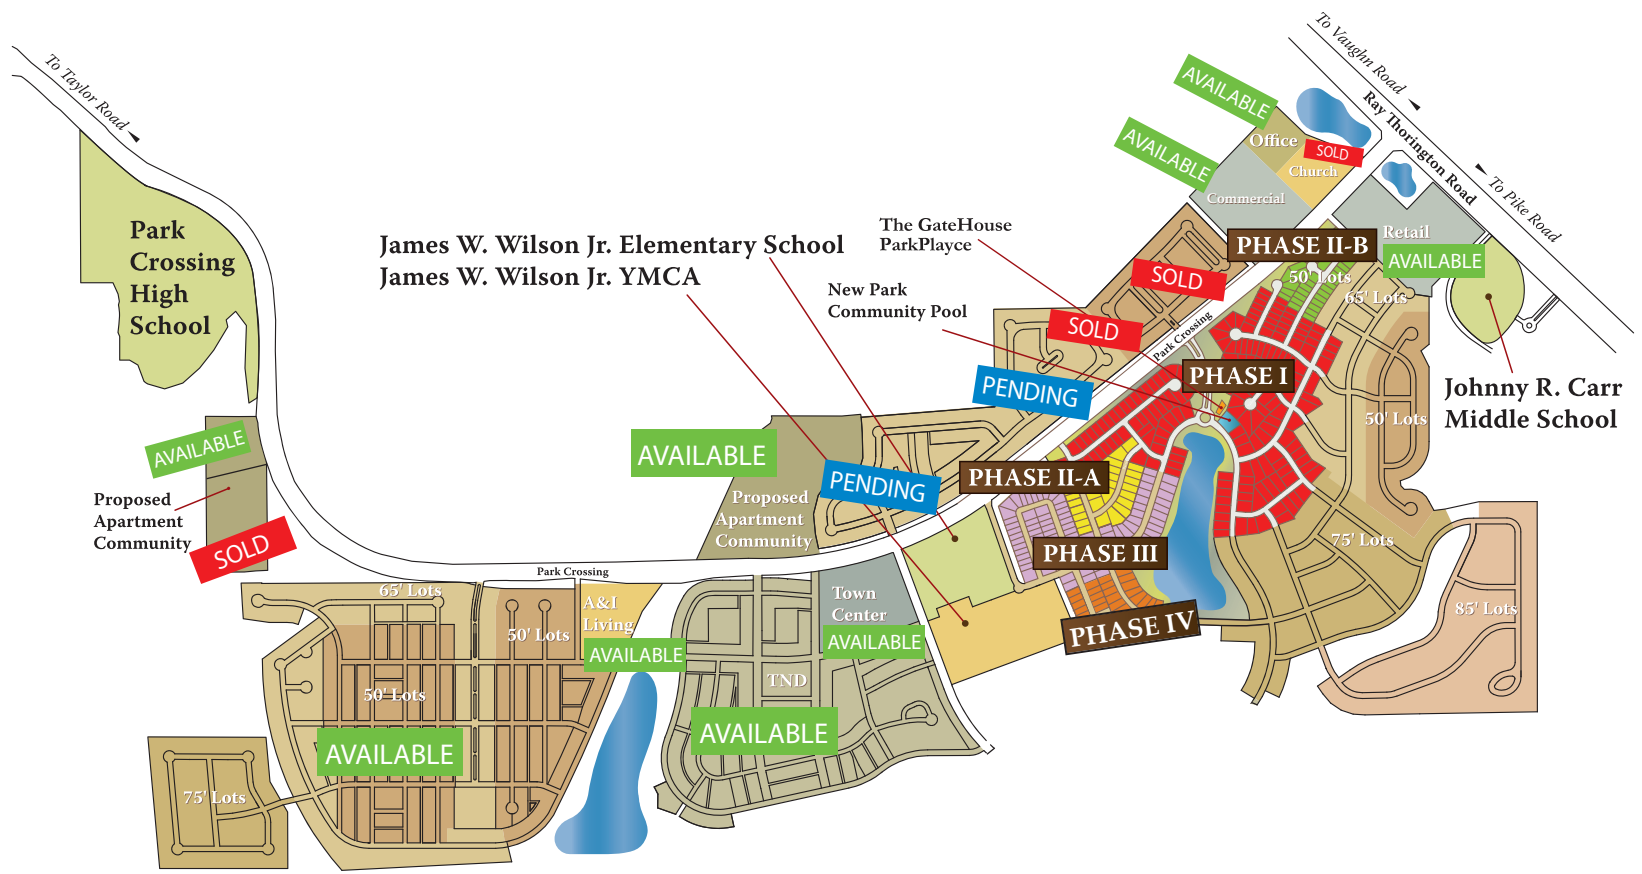 To Taylor Road
To Vaughn Road
Ray Thorington Road
To Pike Road
AVAILABLE
AVAILABLE
Office
SOLD
Church
Commercial
Park
Crossing
High
School
James W. Wilson Jr. Elementary School
James W. Wilson Jr. YMCA
The GateHouse
ParkPlayce
New Park
Community Pool
Retail
AVAILABLE
PHASE II-B
50' Lots
65' Lots
SOLD
SOLD
Park Crossing
PENDING
PHASE I
Johnny R. Carr
Middle School
50' Lots
AVAILABLE
AVAILABLE
PENDING
PHASE II-A
Proposed
Apartment
Community
SOLD
Proposed
Apartment
Community
PHASE III
75' Lots
Park Crossing
65' Lots
50' Lots
A&I
Living
AVAILABLE
Town
Center
AVAILABLE
PHASE IV
85' Lots
50' Lots
AVAILABLE
TND
AVAILABLE
75' Lots